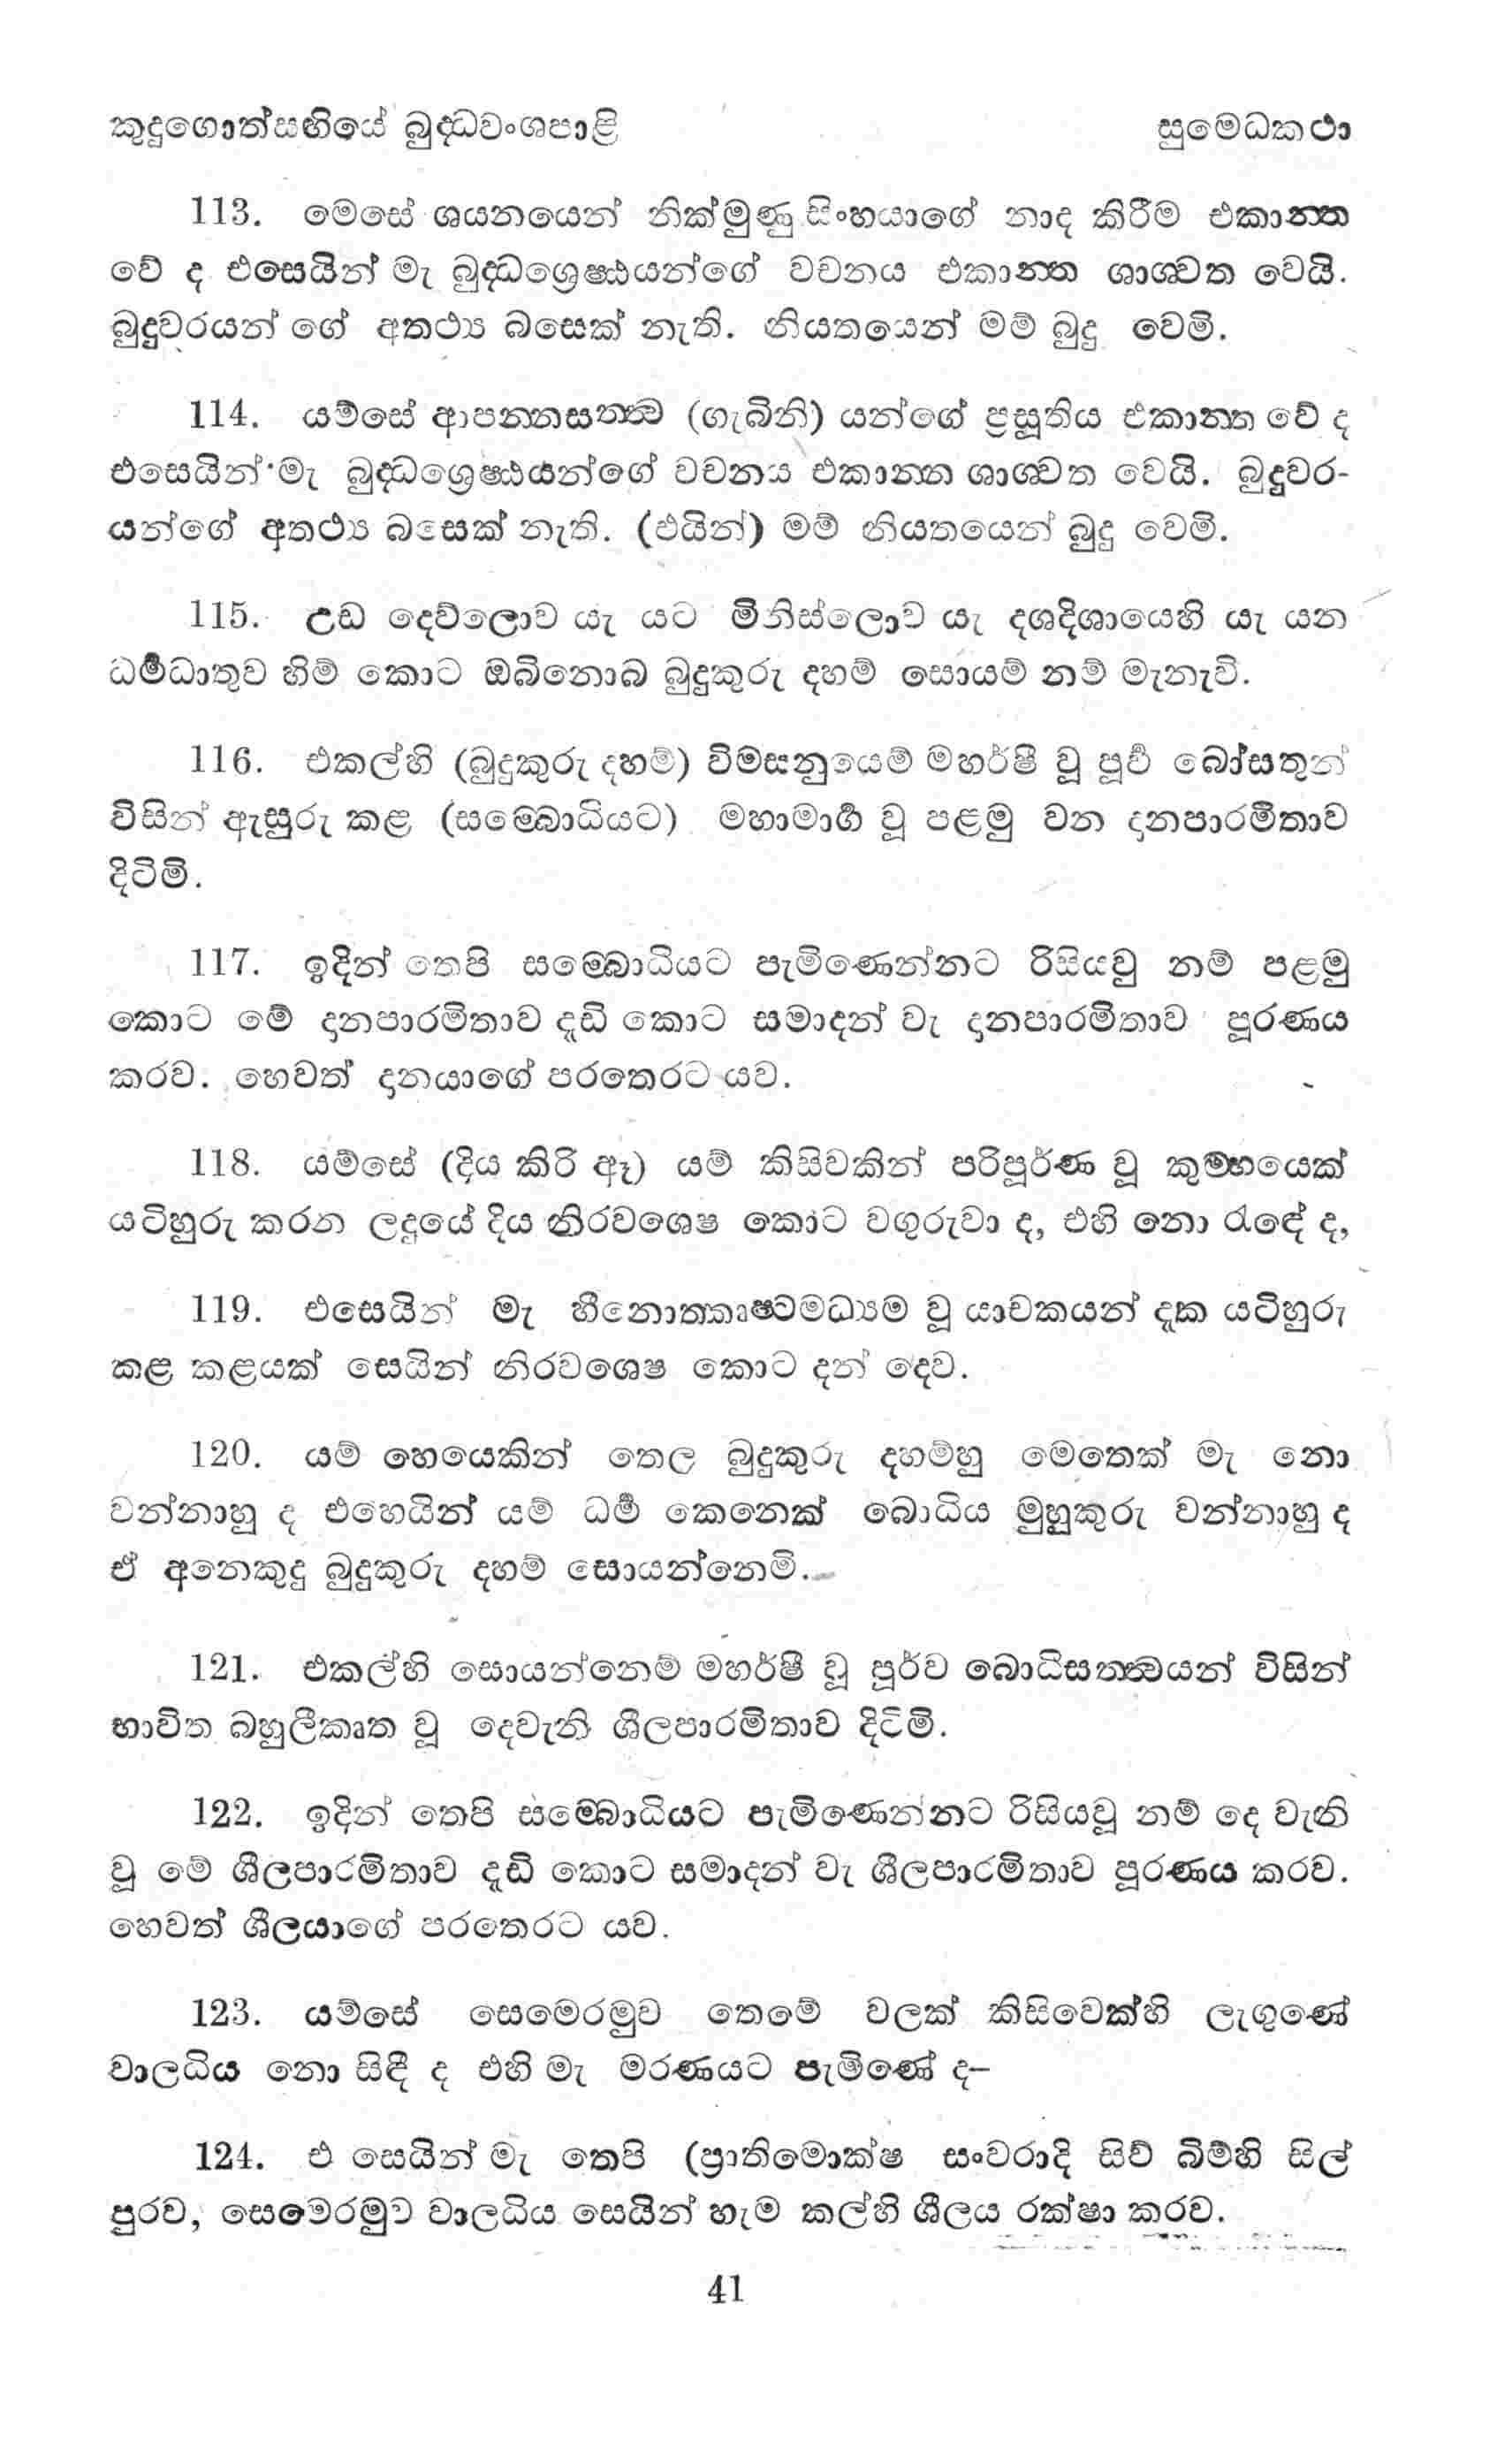 කුදුගොත්සඟියේ බුද්ධවංශපාළි සුමෙධකථා
113. මෙසේ ශයනයෙන් නික්මුණු සිංහයාගේ නාද කිරීම එකාන්ත
වේ ද එසෙයින් මැ බුද්ධශ්‍රෙෂ්ඨයන්ගේ වචනය එකාන්ත ශාශ්වත වෙයි.
බුදුවරයන් ගේ අතථ්‍ය බසෙක් නැති. නියතයෙන් මම් බුදු වෙමි.
114. යම්සේ ආපන්නසත්ත්ව (ගැබිනි) යන්ගේ ප්‍රසූතිය එකාන්ත වේ ද
එසෙයින් මැ බුද්ධශ්‍රෙෂ්ඨයන්ගේ වචනය එකාන්ත ශාශ්වත වෙයි. බුදුවර-
යන්ගේ අතථ්‍ය බසෙක් නැති. (එයින්) මම් නියතයෙන් බුදු වෙමි.
115. උඩ දෙව්ලොව යැ යට මිනිස්ලොව යැ දශදිශායෙහි යැ යන
ධර්‍මධාතුව හිම් කොට ඔබිනොබ බුදුකුරු දහම් සොයම් නම් මැනැවි.
116. එකල්හි (බුදුකුරු දහම්) විමසනුයෙම් මහර්ෂී වූ පූර්‍ව බෝසතුන්
විසින් ඇසුරු කළ (සම්බොධියට) මහාමාර්‍ග වූ පළමු වන දානපාරමිතාව
දිටිමි.
117. ඉදින් තෙපි සම්බොධියට පැමිණෙන්නට රිසියවු නම් පළමු
කොට මේ දානපාරමිතාව දැඩි කොට සමාදන් වැ දානපාරමිතාව පූරණය
කරව. හෙවත් දානයාගේ පරතෙරට යව.
118. යම්සේ (දිය කිරි ඈ) යම් කිසිවකින් පරිපූර්ණ වූ කුම්භයෙක්
යටිහුරු කරන ලදුයේ දිය නිරවශෙෂ කොට වගුරුවා ද, එහි නො රැඳේ ද,
119. එසෙයින් මැ හීනොත්කෘෂ්ටමධ්‍යම වූ යාචකයන් දැක යටිහුරු
කළ කළයක් සෙයින් නිරවශෙෂ කොට දන් දෙව.
120. යම් හෙයෙකින් තෙල බුදුකුරු දහම්හු මෙතෙක් මැ නො
වන්නාහු ද එහෙයින් යම් ධර්‍ම කෙනෙක් බොධිය මුහුකුරු වන්නාහු ද
ඒ අනෙකුදු බුදුකුරු දහම් සොයන්නෙමි.
121. එකල්හි සොයන්නෙම් මහර්ෂී වූ පූර්ව බොධිසත්ත්වයන් විසින්
භාවිත බහුලීකෘත වූ දෙවැනි ශීලපාරමිතාව දිටිමි.
122. ඉදින් තෙපි සම්බොධියට පැමිණෙන්නට රිසියවූ නම් දෙ වැනි
වූ මේ ශීලපාරමිතාව දැඩි කොට සමාදන් වැ ශීලපාරමිතාව පූරණය කරව.
හෙවත් ශීලයාගේ පරතෙරට යව.
123. යම්සේ සෙමෙරමුව තෙමේ වලක් කිසිවෙක්හි ලැගුණේ
වාලධිය නො සිඳී ද එහි මැ මරණයට පැමිණේ ද–
124. එ සෙයින් මැ තෙපි (ප්‍රාතිමොක්ෂ සංවරාදි සිව් බිම්හි සිල්
පුරව, සෙමෙරමුව වාලධිය සෙයින් හැම කල්හි ශීලය රක්ෂා කරව.
41